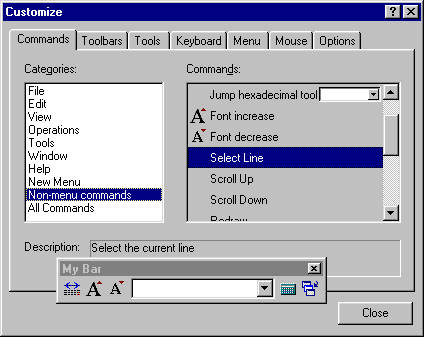 Customize
Commands Toolbars Tools Keyboard Menu Mouse Options
Categories:
File
Edit
View
Operations
Tools
Window
Help
New Menu
Non-menu commands
All Commands
Commands:
Jump hexadecimal tool
A Font increase
A Font decrease
Select Line
Scroll Up
Scroll Down
Redraw
Description: Select the current line
My Bar
A A
Close